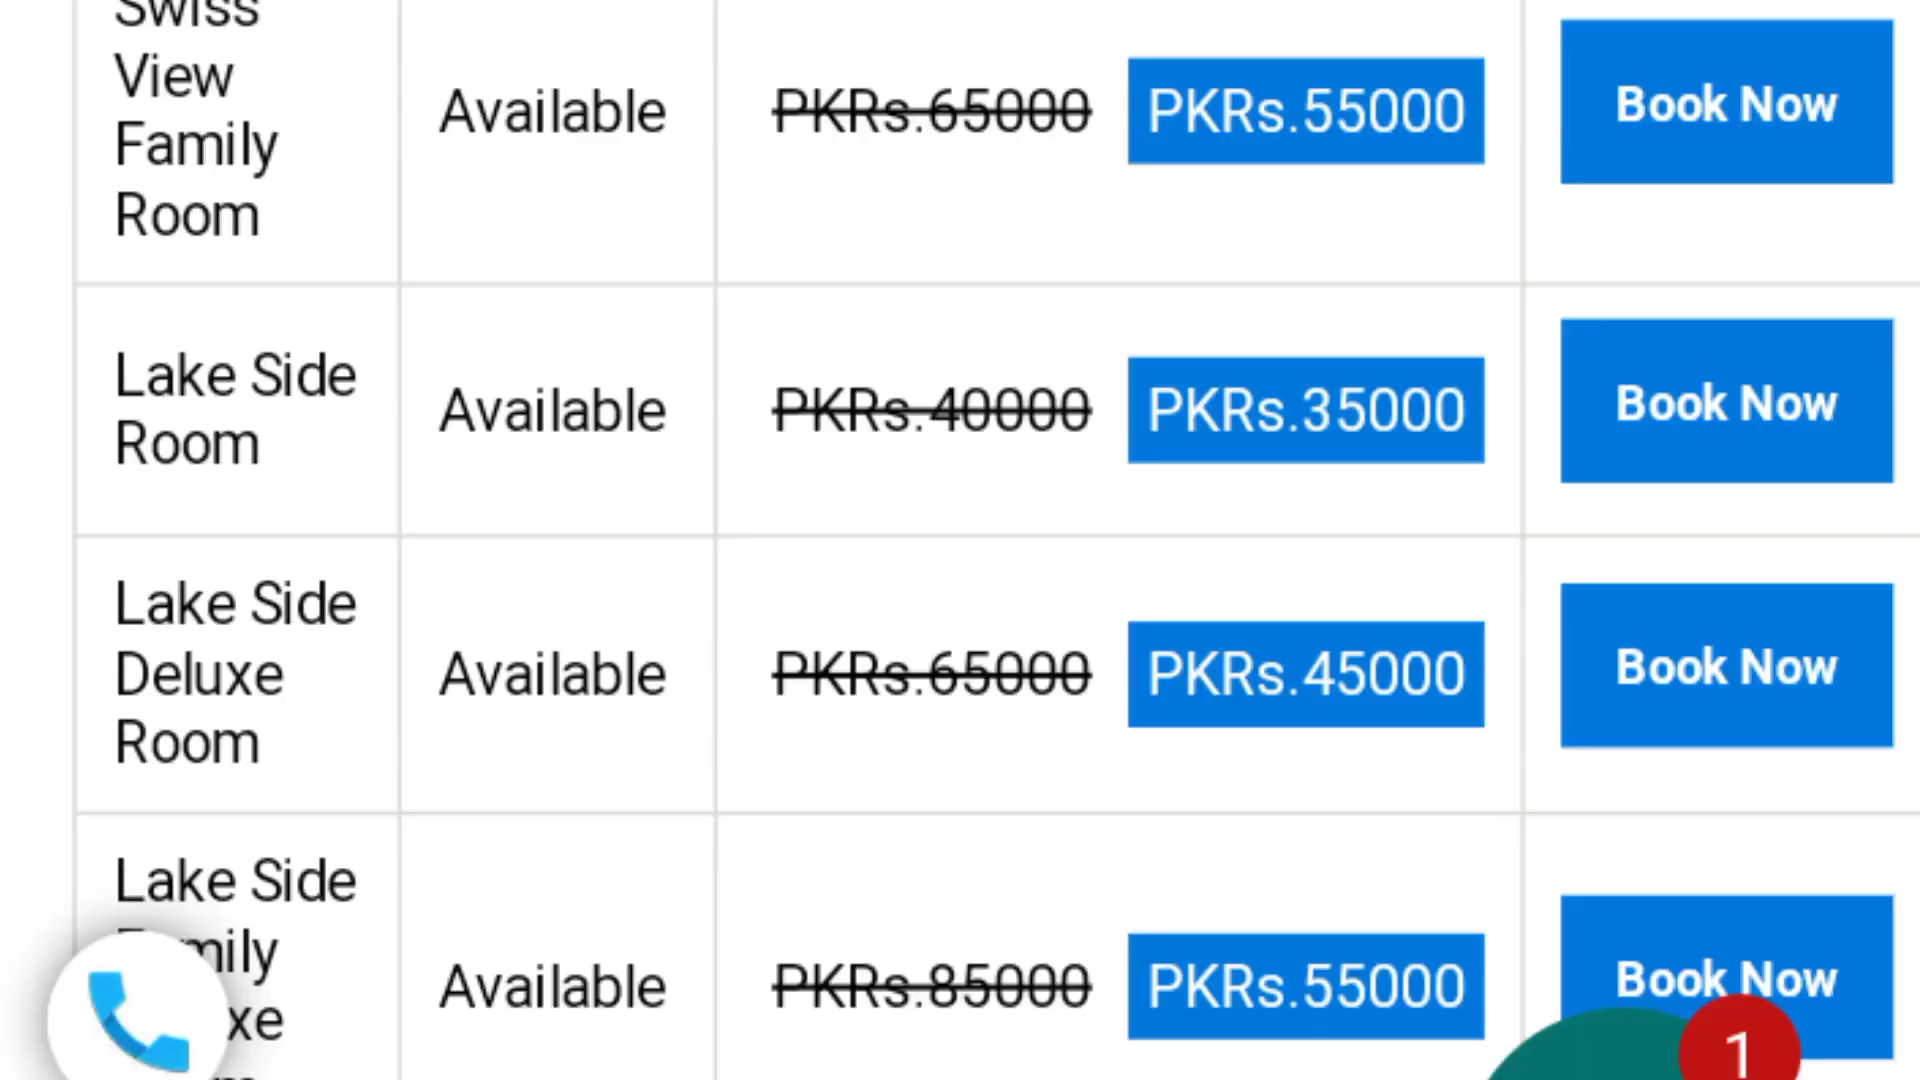 Swiss
View
Family
Room
Available
PKRs.65000 PKRs.55000
Book Now
Lake Side
Room
Available
PKRs.40000 PKRs.35000
Book Now
Lake Side
Deluxe
Room
Available
PKRs.65000 PKRs.45000
Book Now
Lake Side
Available
PKRs.85000 PKRs.55000
Book Now
1